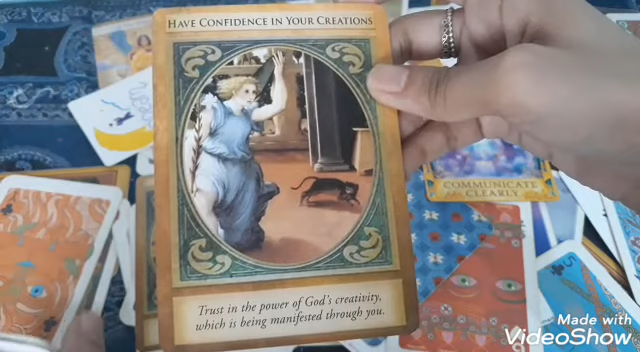 HAVE CONFIDENCE IN YOUR CREATIONS
Trust in the power of God's creativity,
which is being manifested through you.
COMMUNICATE
CLEARLY
Made with
VideoShow